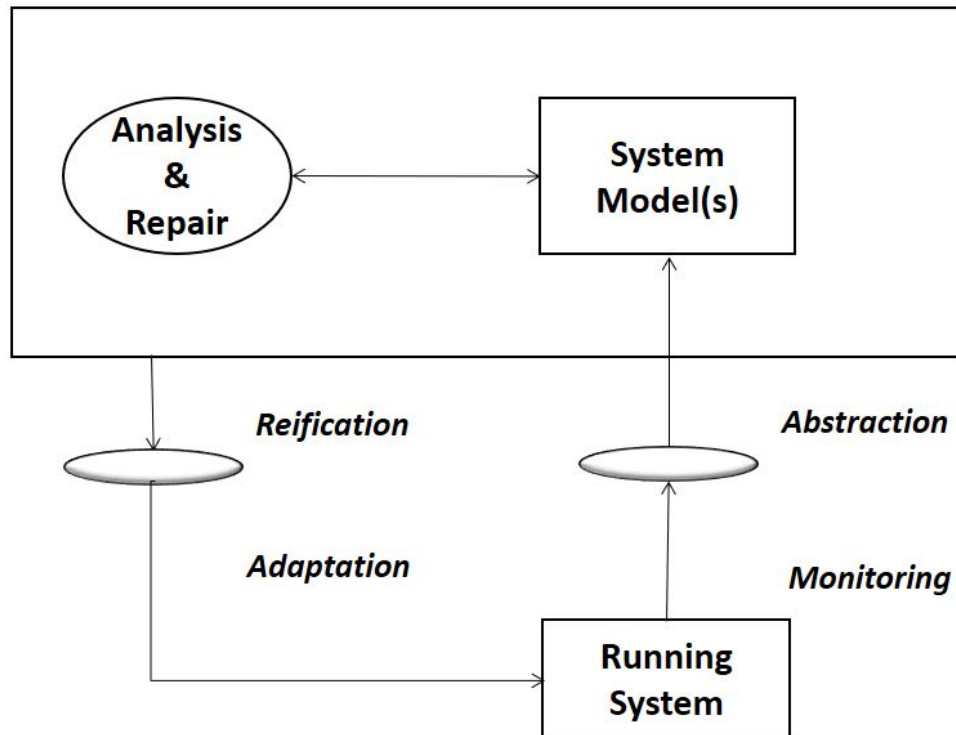 Analysis
&
Repair
System
Model(s)
Reification
Abstraction
Adaptation
Monitoring
Running
System